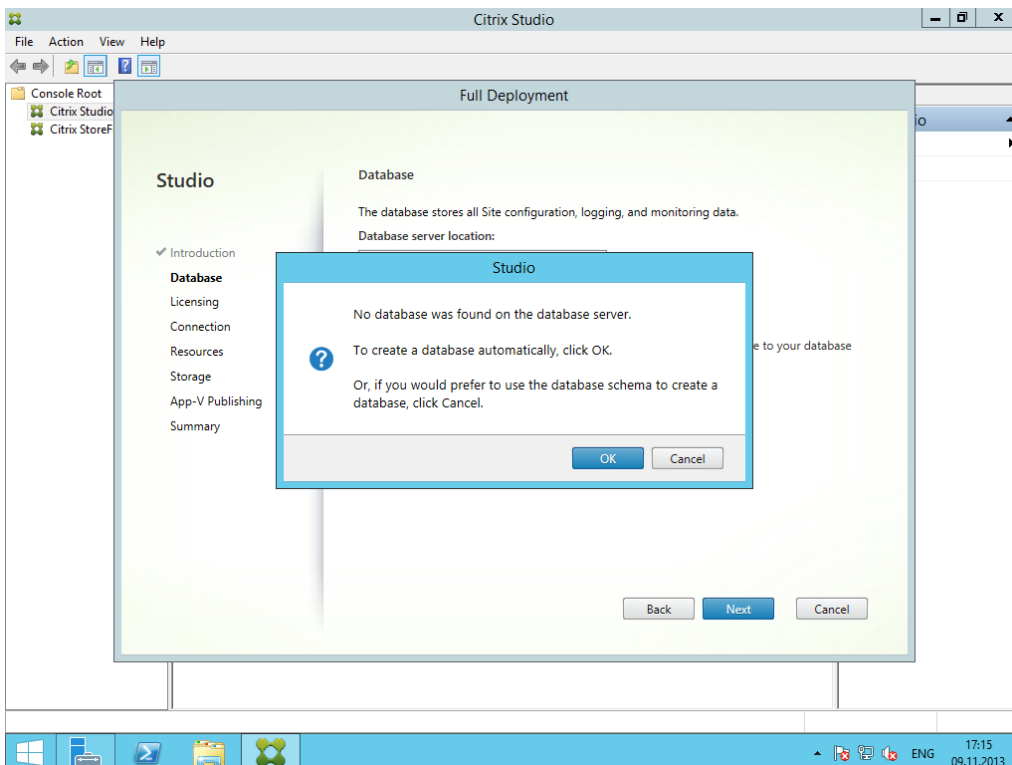 Citrix Studio
File Action View Help
Console Root
Citrix Studio
Citrix StoreF
io
Full Deployment
Studio
Introduction
Database
Licensing
Connection
Resources
Storage
App-V Publishing
Summary
Database
The database stores all Site configuration, logging, and monitoring data.
Database server location:
e to your database
Studio
No database was found on the database server.
To create a database automatically, click OK.
Or, if you would prefer to use the database schema to create a
database, click Cancel.
OK Cancel
Back Next Cancel
ENG
17:15
09.11.2013